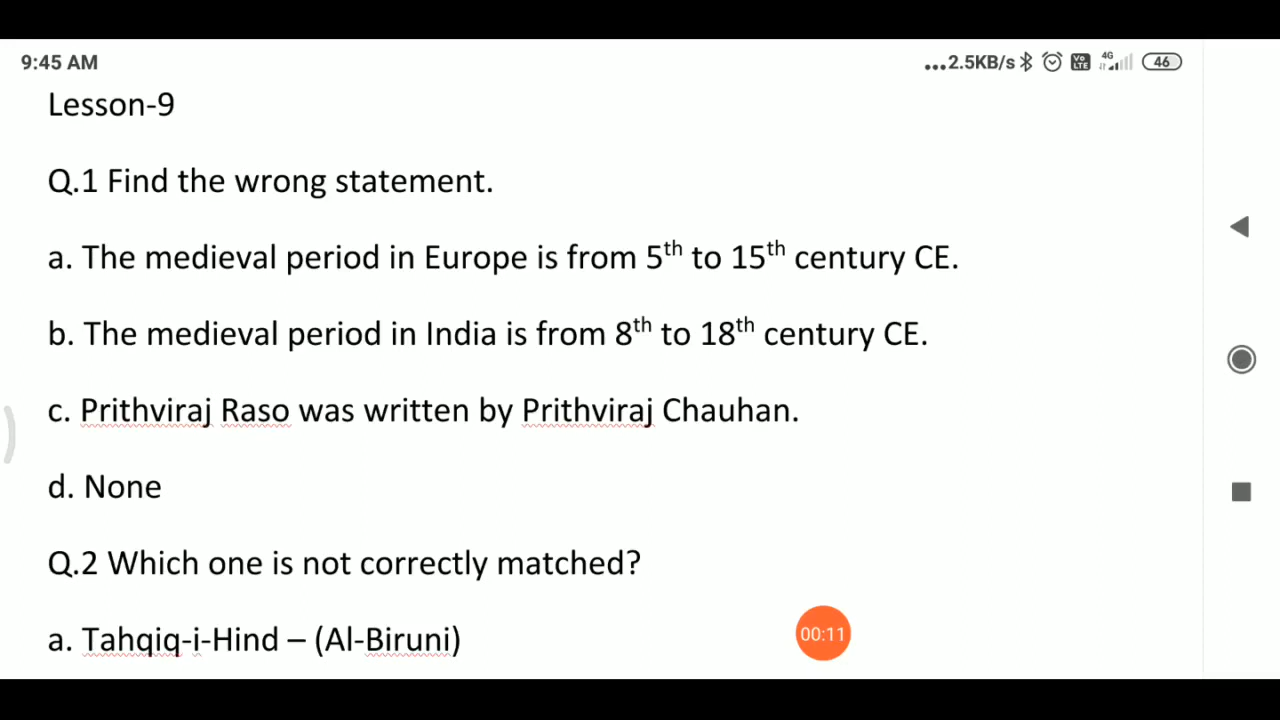 9:45 AM ...2.5KB/s Vo LTE 4G 46
Lesson-9
Q.1 Find the wrong statement.
a. The medieval period in Europe is from 5th to 15th century CE.
b. The medieval period in India is from 8th to 18th century CE.
c. Prithviraj Raso was written by Prithviraj Chauhan.
d. None
Q.2 Which one is not correctly matched?
a. Tahqiq-i-Hind – (Al-Biruni)
00:11